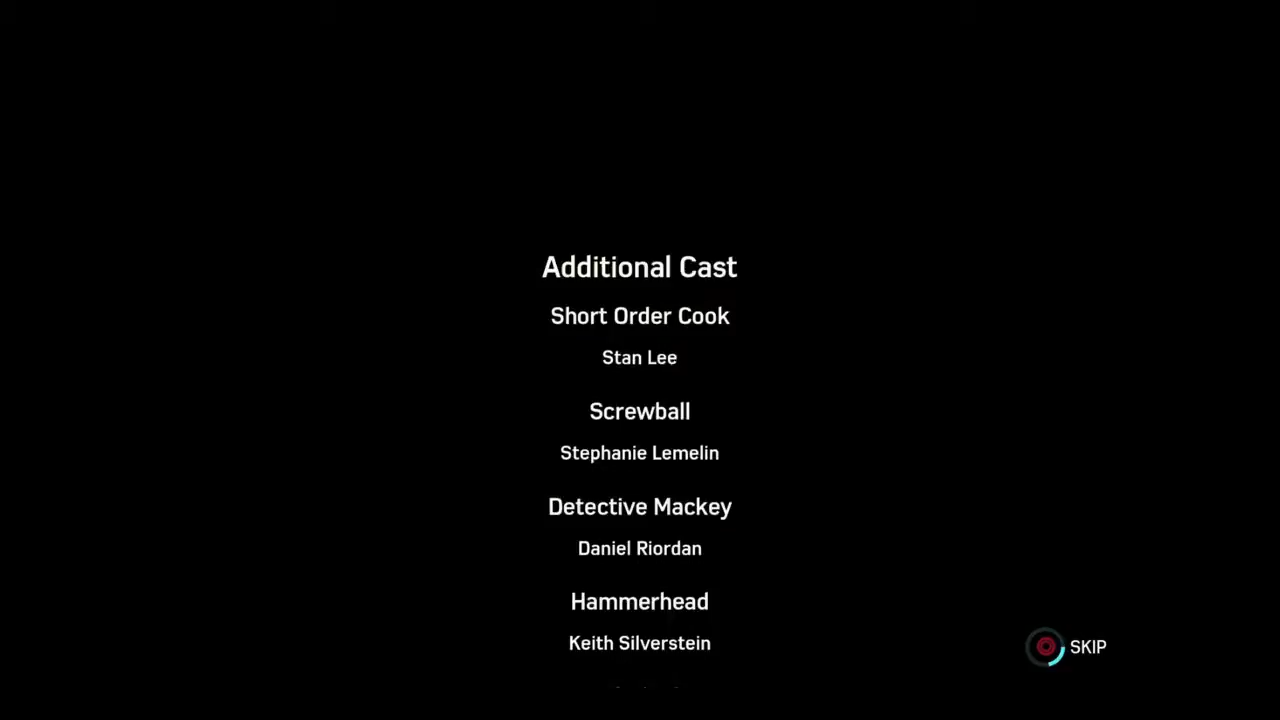 Additional Cast
Short Order Cook
Stan Lee
Screwball
Stephanie Lemelin
Detective Mackey
Daniel Riordan
Hammerhead
Keith Silverstein
SKIP